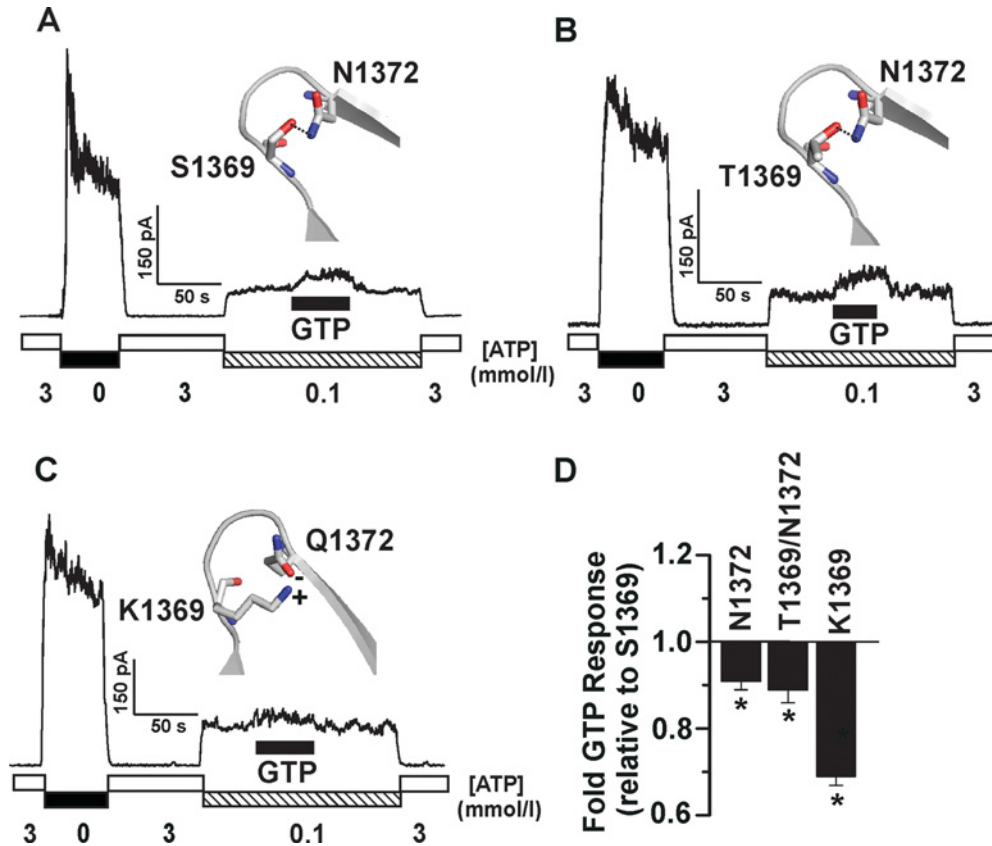 A
N1372
S1369
150 pA
50 s
GTP
[ATP]
(mmol/l)
3 0 3 0.1 3
B
N1372
T1369
150 pA
50 s
GTP
3 0 3 0.1 3
C
Q1372
-
+
K1369
150 pA
50 s
GTP
[ATP]
(mmol/l)
3 0 3 0.1 3
D
N1372
T1369/N1372
K1369
Fold GTP Response
(relative to S1369)
1.2
1.0
0.8
0.6
*
*
*
*